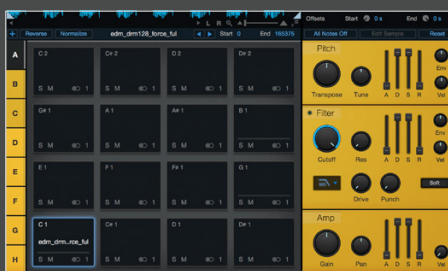 L R
Offsets Start 0 s End 0 s
+ Reverse Normalize edm_drm128_force_ful Start 0 End 165375
All Notes Off Edit Sample Reset
A
B
C
D
E
F
G
H
C 2 C# 2 D 2 D# 2
S M 1 S M 1 S M 1 S M 1
G# 1 A 1 A# 1 B 1
S M 1 S M 1 S M 1 S M 1
E 1 F 1 F# 1 G 1
S M 1 S M 1 S M 1 S M 1
C 1 C# 1 D 1 D# 1
edm_drm..rce_ful
S M 1 S M 1 S M 1 S M 1
Pitch
Env
Transpose Tune A D S R Vel
Filter
Env
Cutoff Res A D S R Vel
Drive Punch Soft
Amp
Gain Pan A D S R Vel